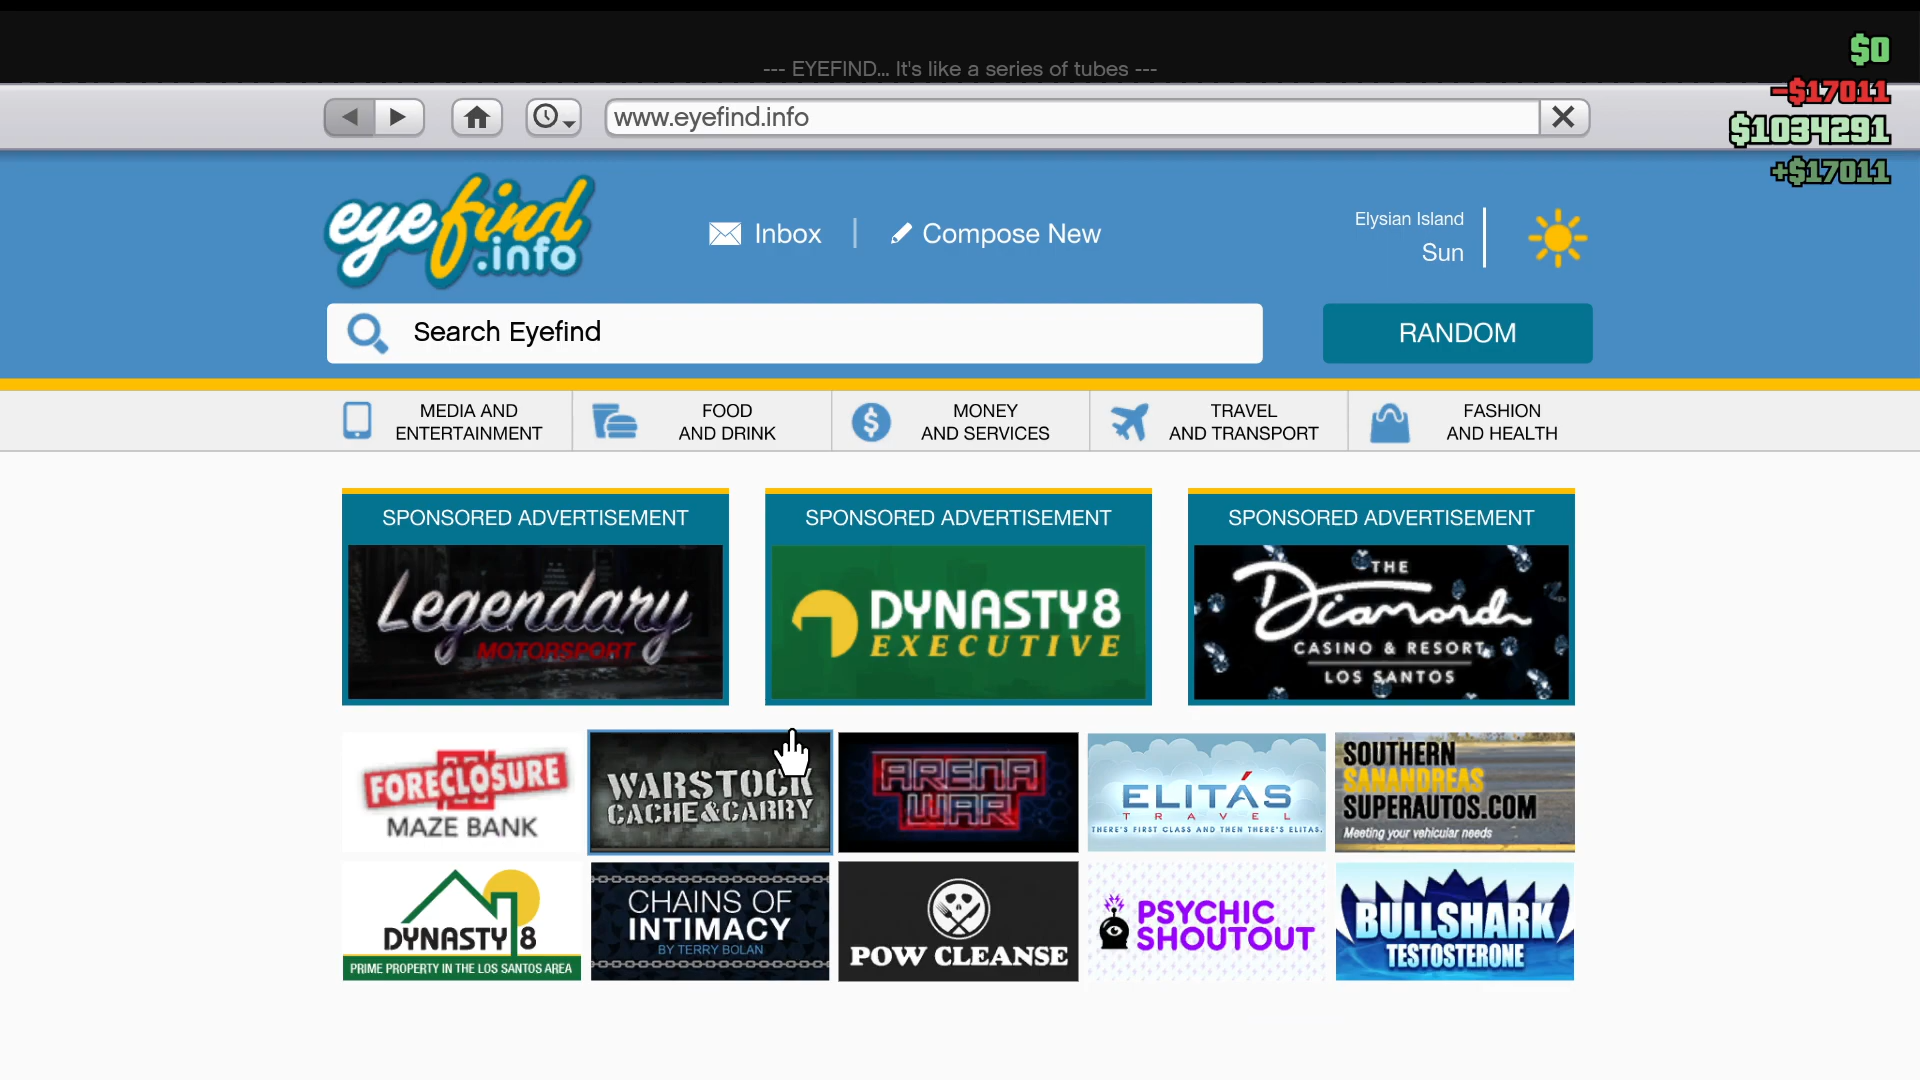 $0
--- EYEFIND... It's like a series of tubes ---
-$17011
www.eyefind.info
$1034291
+$17011
eyefind
.info
Inbox
Compose New
Elysian Island
Sun
Search Eyefind
RANDOM
MEDIA AND
ENTERTAINMENT
FOOD
AND DRINK
MONEY
AND SERVICES
TRAVEL
AND TRANSPORT
FASHION
AND HEALTH
SPONSORED ADVERTISEMENT
Legendary
MOTORSPORT
SPONSORED ADVERTISEMENT
DYNASTY8
EXECUTIVE
SPONSORED ADVERTISEMENT
THE
Diamond
CASINO & RESORT
LOS SANTOS
FORECLOSURE
MAZE BANK
WARSTOCK
CACHE&CARRY
ARENA
WAR
ELITÁS
TRAVEL
THERE'S FIRST CLASS AND THEN THERE'S ELITAS.
SOUTHERN
SANANDREAS
SUPERAUTOS.COM
Meeting your vehicular needs
DYNASTY 8
PRIME PROPERTY IN THE LOS SANTOS AREA
CHAINS OF
INTIMACY
BY TERRY BOLAN
POW CLEANSE
PSYCHIC
SHOUTOUT
BULLSHARK
TESTOSTERONE